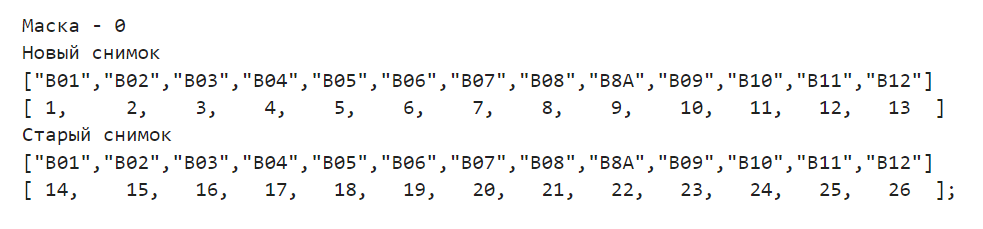 Маска - 0
Новый снимок
["B01","B02","B03","B04","B05","B06","B07","B08","B8A","B09","B10","B11","B12"]
[ 1, 2, 3, 4, 5, 6, 7, 8, 9, 10, 11, 12, 13 ]
Старый снимок
["B01","B02","B03","B04","B05","B06","B07","B08","B8A","B09","B10","B11","B12"]
[ 14, 15, 16, 17, 18, 19, 20, 21, 22, 23, 24, 25, 26 ];